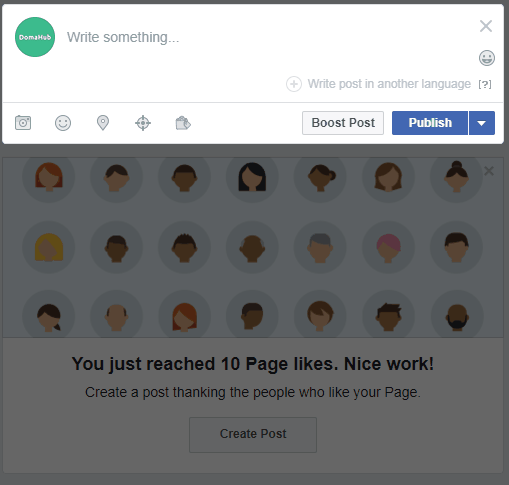 DomaHub
Write something...
Write post in another language [?]
Boost Post
Publish
You just reached 10 Page likes. Nice work!
Create a post thanking the people who like your Page.
Create Post